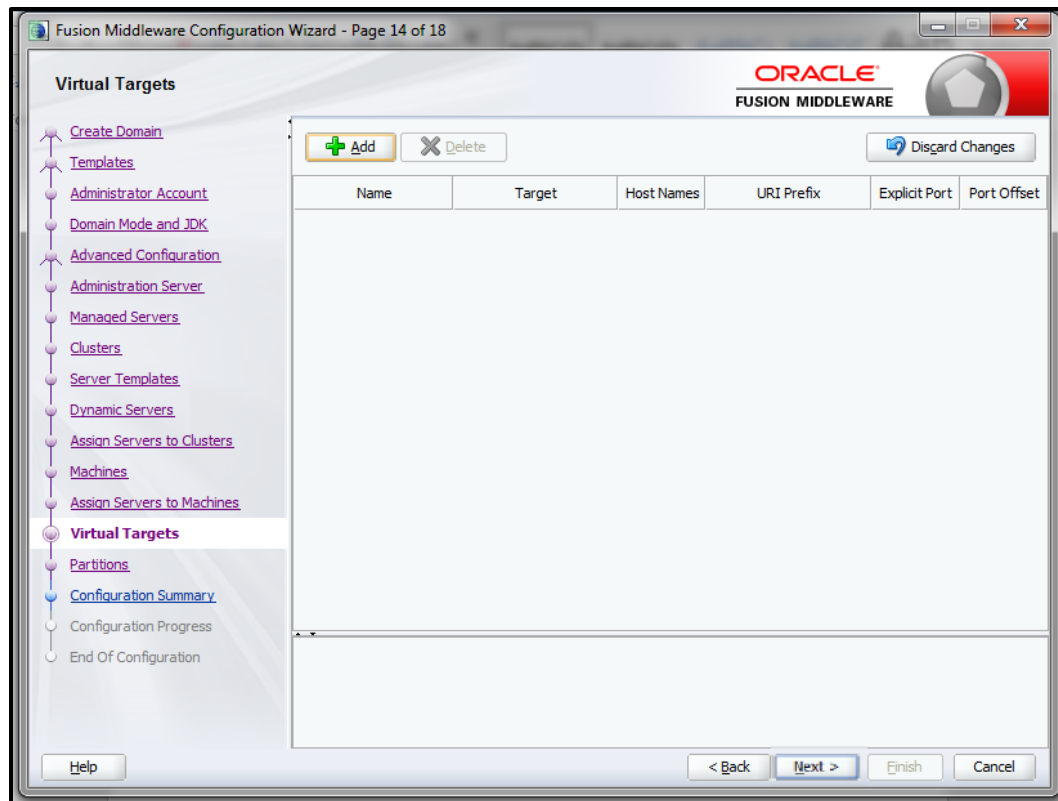 Fusion Middleware Configuration Wizard - Page 14 of 18
Virtual Targets
ORACLE
FUSION MIDDLEWARE
Create Domain
Templates
Administrator Account
Domain Mode and JDK
Advanced Configuration
Administration Server
Managed Servers
Clusters
Server Templates
Dynamic Servers
Assign Servers to Clusters
Machines
Assign Servers to Machines
Virtual Targets
Partitions
Configuration Summary
Configuration Progress
End Of Configuration
Add Delete Discard Changes
Name Target Host Names URI Prefix Explicit Port Port Offset
Help < Back Next > Finish Cancel